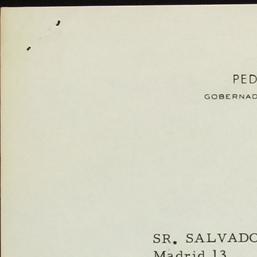 PED
GOBERNAD
SR. SALVADO
Madrid 13